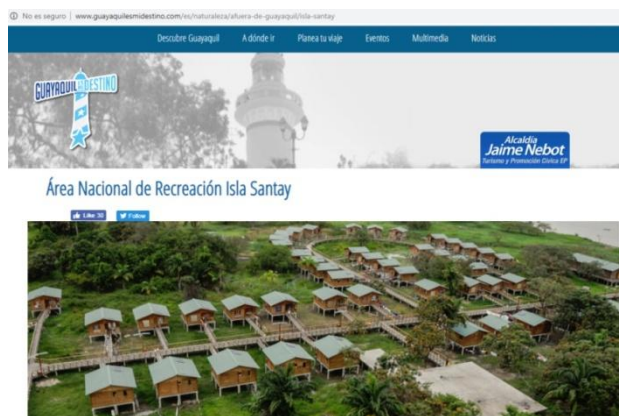 No es seguro | www.guayaquilesmidestino.com/es/naturaleza/afuera-de-guayaquil/isla-santay
Descubre Guayaquil A dónde ir Planea tu viaje Eventos Multimedia Noticias
GUAYAQUIL ES MI DESTINO
Alcaldía
Jaime Nebot
Turismo y Promoción Cívica EP
Área Nacional de Recreación Isla Santay
Like 30 Follow